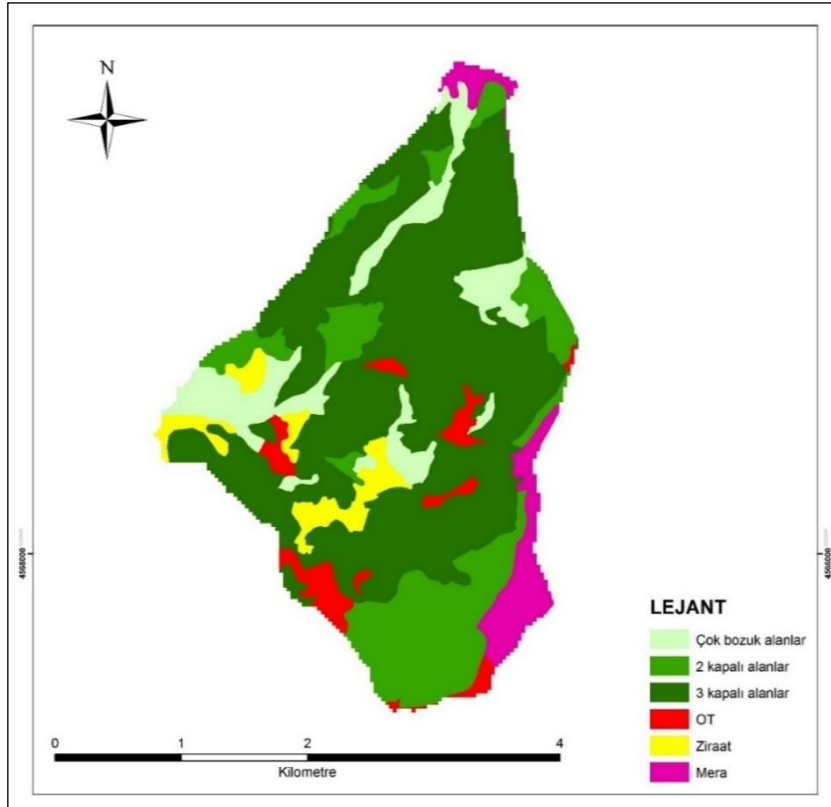 N
4568000
4568000
LEJANT
Çok bozuk alanlar
2 kapalı alanlar
3 kapalı alanlar
OT
Ziraat
Mera
0 1 2 4
Kilometre